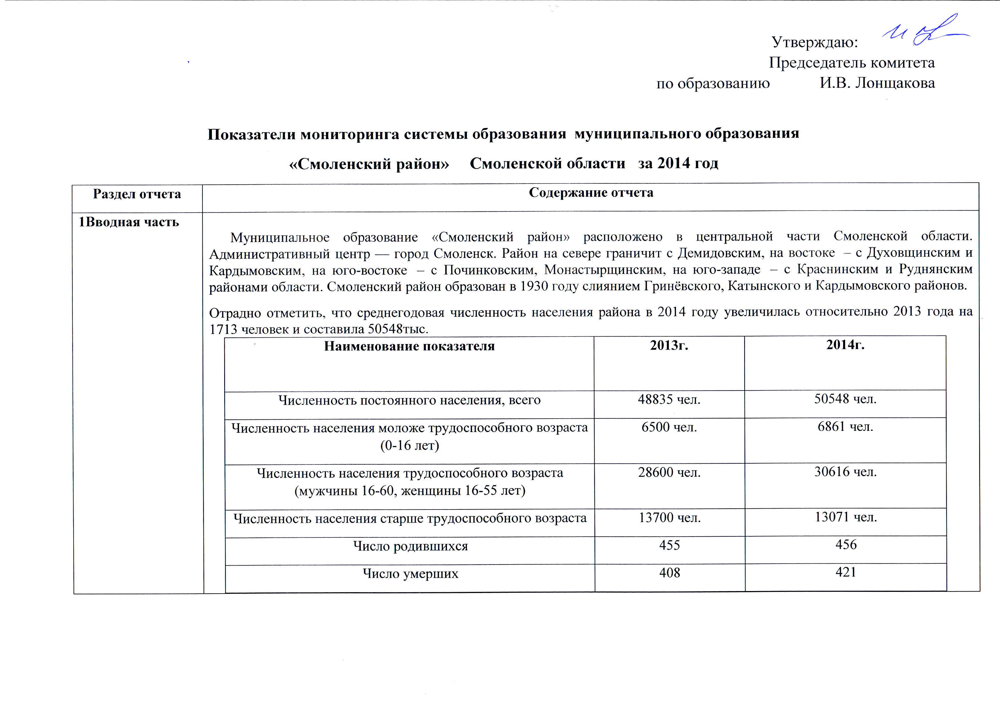 Утверждаю:
Председатель комитета
по образованию И.В. Лонщакова
Показатели мониторинга системы образования муниципального образования
«Смоленский район» Смоленской области за 2014 год
Раздел отчета Содержание отчета
1Вводная часть
Муниципальное образование «Смоленский район» расположено в центральной части Смоленской области.
Административный центр — город Смоленск. Район на севере граничит с Демидовским, на востоке – с Духовщинским и
Кардымовским, на юго-востоке – с Починковским, Монастырщинским, на юго-западе – с Краснинским и Руднянским
районами области. Смоленский район образован в 1930 году слиянием Гринёвского, Катынского и Кардымовского районов.
Отрадно отметить, что среднегодовая численность населения района в 2014 году увеличилась относительно 2013 года на
1713 человек и составила 50548тыс.
Наименование показателя 2013г. 2014г.
Численность постоянного населения, всего 48835 чел. 50548 чел.
Численность населения моложе трудоспособного возраста 6500 чел. 6861 чел.
(0-16 лет)
Численность населения трудоспособного возраста 28600 чел. 30616 чел.
(мужчины 16-60, женщины 16-55 лет)
Численность населения старше трудоспособного возраста 13700 чел. 13071 чел.
Число родившихся 455 456
Число умерших 408 421